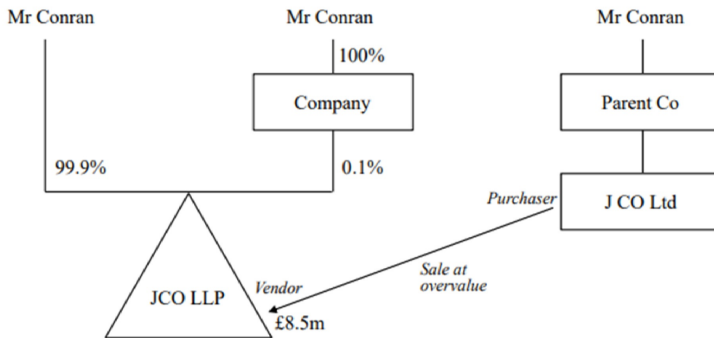 Mr Conran
Mr Conran
Mr Conran
100%
Company
Parent Co
99.9%
0.1%
Purchaser
J CO Ltd
Sale at
overvalue
JCO LLP
Vendor
£8.5m